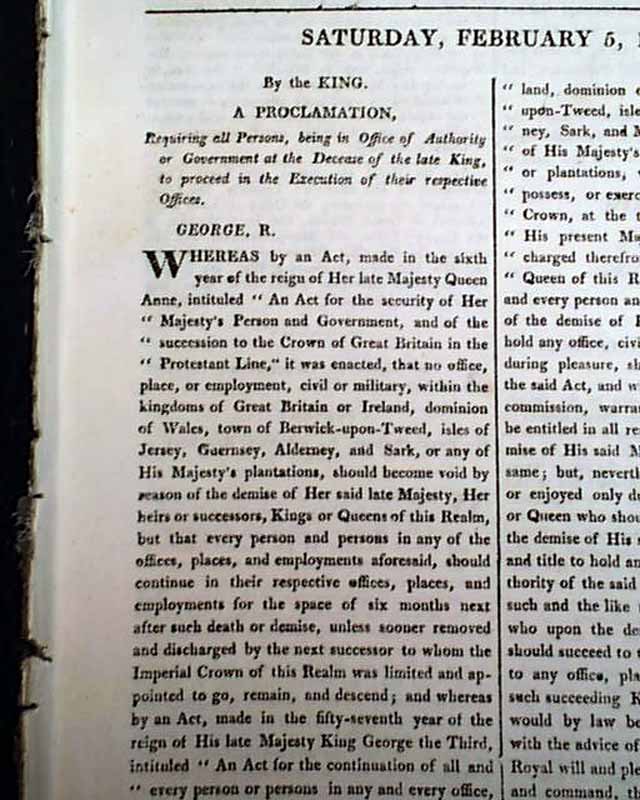 SATURDAY, FEBRUARY 5,
By the KING.
A PROCLAMATION,
Requiring all Persons, being in Office of Authority
or Government at the Decease of the late King,
to proceed in the Execution of their respective
Offices.
GEORGE, R.
WHEREAS by an Act, made in the sixth
year of the reign of Her late Majesty Queen
Anne, intituled “ An Act for the security of Her
“ Majesty's Person and Government, and of the
“ succession to the Crown of Great Britain in the
“ Protestant Line,” it was enacted, that no office,
place, or employment, civil or military, within the
kingdoms of Great Britain or Ireland, dominion
of Wales, town of Berwick-upon-Tweed, isles of
Jersey, Guernsey, Alderney, and Sark, or any of
His Majesty's plantations, should become void by
reason of the demise of Her said late Majesty, Her
heirs or successors, Kings or Queens of this Realm,
but that every person and persons in any of the
offices, places, and employments aforesaid, should
continue in their respective offices, places, and
employments for the space of six months next
after such death or demise, unless sooner removed
and discharged by the next successor to whom the
Imperial Crown of this Realm was limited and ap-
pointed to go, remain, and descend; and whereas
by an Act, made in the fifty-seventh year of the
reign of His late Majesty King George the Third,
intituled “ An Act for the continuation of all and
“ every person or persons in any and every office,
“ land, dominion
“ upon-Tweed, isle
“ ney, Sark, and
“ of His Majesty's
“ or plantations,
“ possess, or exer
“ Crown, at the
“ His present Ma
“ charged therefro
“ Queen of this R
and every person an
of the demise of
hold any office, civi
during pleasure, sh
the said Act, and w
commission, warra
be entitled in all re
mise of His said M
same; but, neverth
or enjoyed only du
or Queen who shou
the demise of His
and title to hold an
thority of the said
such and the like
who upon the de
should succeed to
to any office, pla
such succeeding K
would by law be
with the advice of
Royal will and ple
and command, th